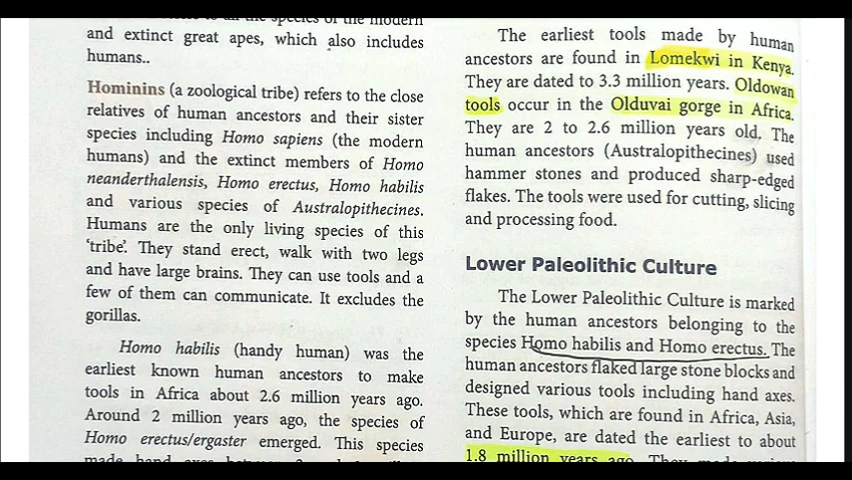 and extinct great apes, which also includes
humans..
Hominins (a zoological tribe) refers to the close
relatives of human ancestors and their sister
species including Homo sapiens (the modern
humans) and the extinct members of Homo
neanderthalensis, Homo erectus, Homo habilis
and various species of Australopithecines.
Humans are the only living species of this
‘tribe’. They stand erect, walk with two legs
and have large brains. They can use tools and a
few of them can communicate. It excludes the
gorillas.
Homo habilis (handy human) was the
earliest known human ancestors to make
tools in Africa about 2.6 million years ago.
Around 2 million years ago, the species of
Homo erectus/ergaster emerged. This species
The earliest tools made by human
ancestors are found in Lomekwi in Kenya.
They are dated to 3.3 million years. Oldowan
tools occur in the Olduvai gorge in Africa.
They are 2 to 2.6 million years old. The
human ancestors (Australopithecines) used
hammer stones and produced sharp-edged
flakes. The tools were used for cutting, slicing
and processing food.
Lower Paleolithic Culture
The Lower Paleolithic Culture is marked
by the human ancestors belonging to the
species Homo habilis and Homo erectus. The
human ancestors flaked large stone blocks and
designed various tools including hand axes.
These tools, which are found in Africa, Asia,
and Europe, are dated the earliest to about
1.8 million years ago. They made